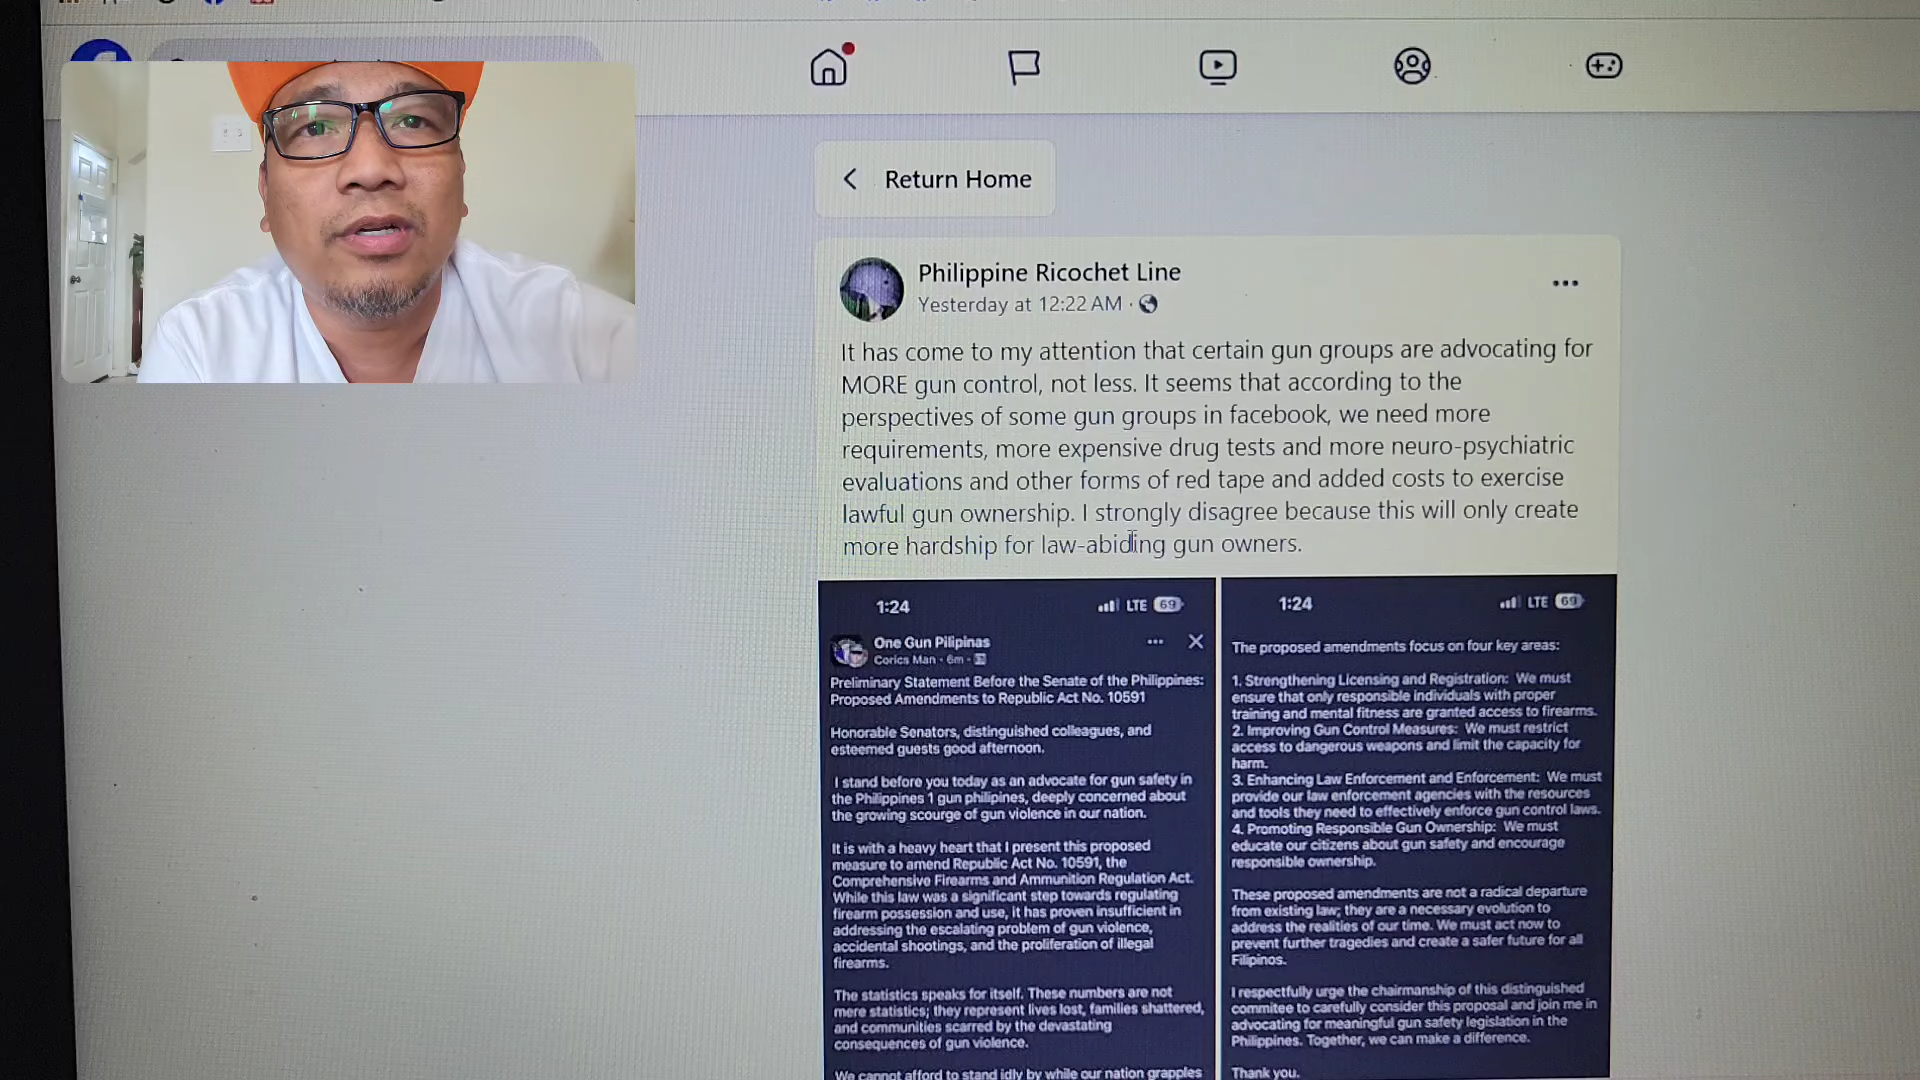 Return Home
Philippine Ricochet Line
Yesterday at 12:22 AM ·
It has come to my attention that certain gun groups are advocating for
MORE gun control, not less. It seems that according to the
perspectives of some gun groups in facebook, we need more
requirements, more expensive drug tests and more neuro-psychiatric
evaluations and other forms of red tape and added costs to exercise
lawful gun ownership. I strongly disagree because this will only create
more hardship for law-abiding gun owners.
1:24
LTE 69
One Gun Pilipinas
Corics Man · 6m ·
Preliminary Statement Before the Senate of the Philippines:
Proposed Amendments to Republic Act No. 10591
Honorable Senators, distinguished colleagues, and
esteemed guests good afternoon.
I stand before you today as an advocate for gun safety in
the Philippines 1 gun philipines, deeply concerned about
the growing scourge of gun violence in our nation.
It is with a heavy heart that I present this proposed
measure to amend Republic Act No. 10591, the
Comprehensive Firearms and Ammunition Regulation Act.
While this law was a significant step towards regulating
firearm possession and use, it has proven insufficient in
addressing the escalating problem of gun violence,
accidental shootings, and the proliferation of illegal
firearms.
The statistics speaks for itself. These numbers are not
mere statistics; they represent lives lost, families shattered,
and communities scarred by the devastating
consequences of gun violence.
We cannot afford to stand idly by while our nation grapples
1:24
LTE 69
The proposed amendments focus on four key areas:
1. Strengthening Licensing and Registration: We must
ensure that only responsible individuals with proper
training and mental fitness are granted access to firearms.
2. Improving Gun Control Measures: We must restrict
access to dangerous weapons and limit the capacity for
harm.
3. Enhancing Law Enforcement and Enforcement: We must
provide our law enforcement agencies with the resources
and tools they need to effectively enforce gun control laws.
4. Promoting Responsible Gun Ownership: We must
educate our citizens about gun safety and encourage
responsible ownership.
These proposed amendments are not a radical departure
from existing law; they are a necessary evolution to
address the realities of our time. We must act now to
prevent further tragedies and create a safer future for all
Filipinos.
I respectfully urge the chairmanship of this distinguished
commitee to carefully consider this proposal and join me in
advocating for meaningful gun safety legislation in the
Philippines. Together, we can make a difference.
Thank you.